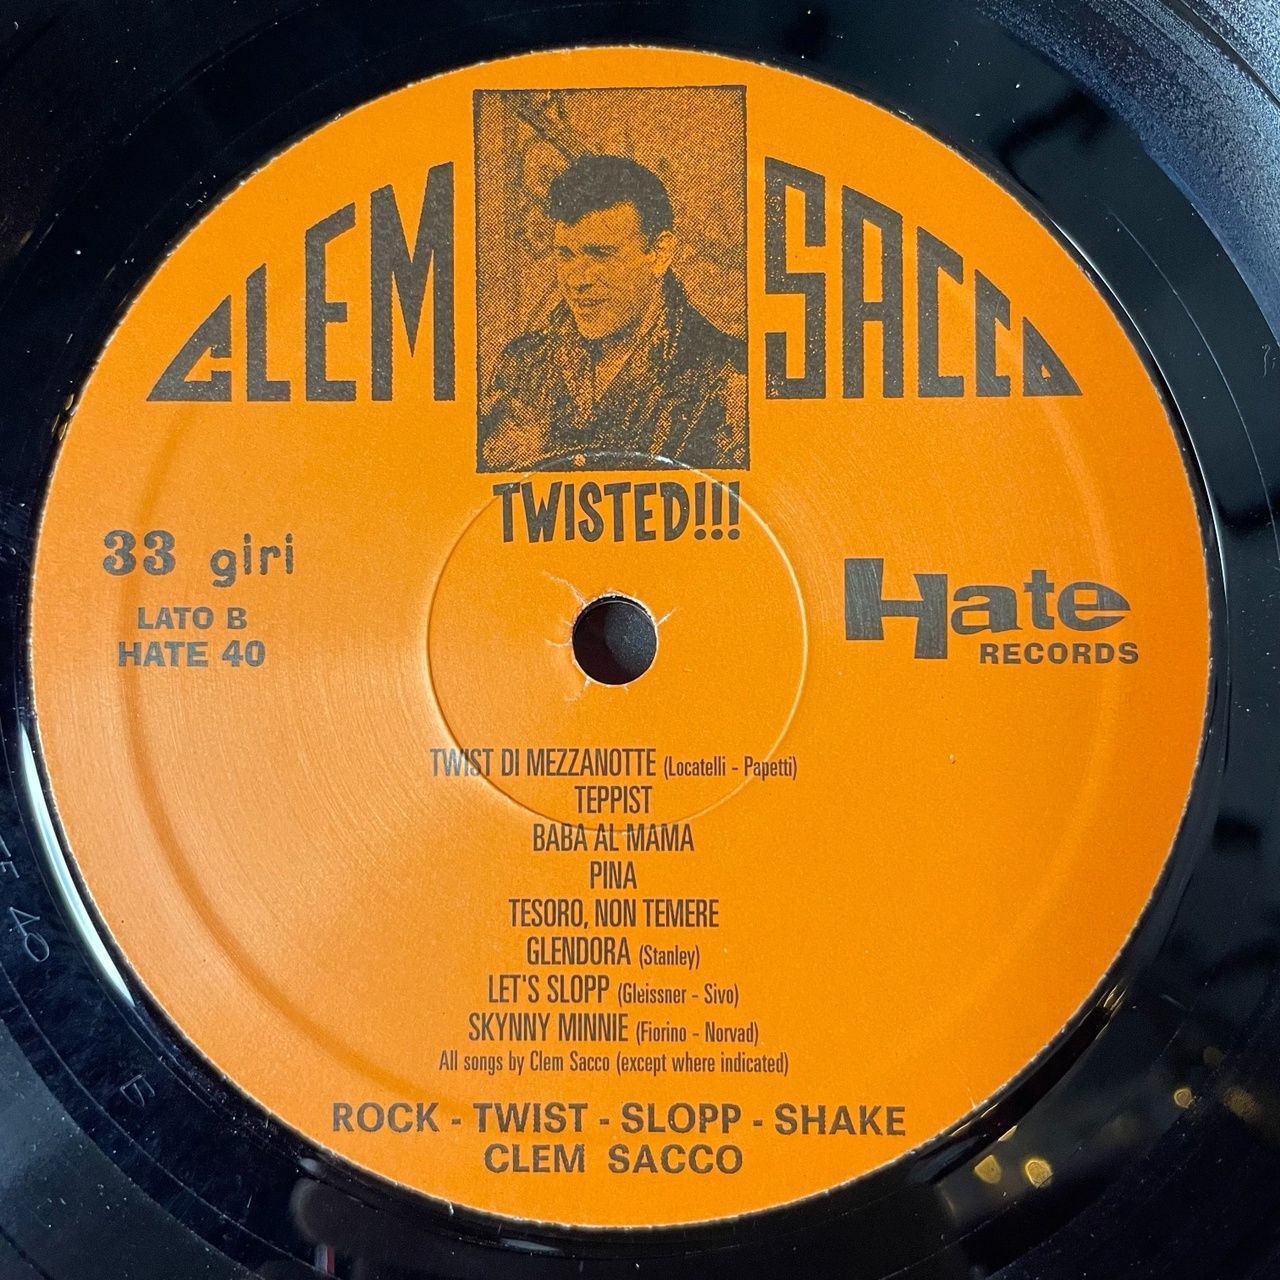 CLEM SACCO
TWISTED!!!
33 giri
LATO B
HATE 40
Hate
RECORDS
TWIST DI MEZZANOTTE (Locatelli - Papetti)
TEPPIST
BABA AL MAMA
PINA
TESORO, NON TEMERE
GLENDORA (Stanley)
LET'S SLOPP (Gleissner - Sivo)
SKYNNY MINNIE (Fiorino - Norvad)
All songs by Clem Sacco (except where indicated)
ROCK - TWIST - SLOPP - SHAKE
CLEM SACCO